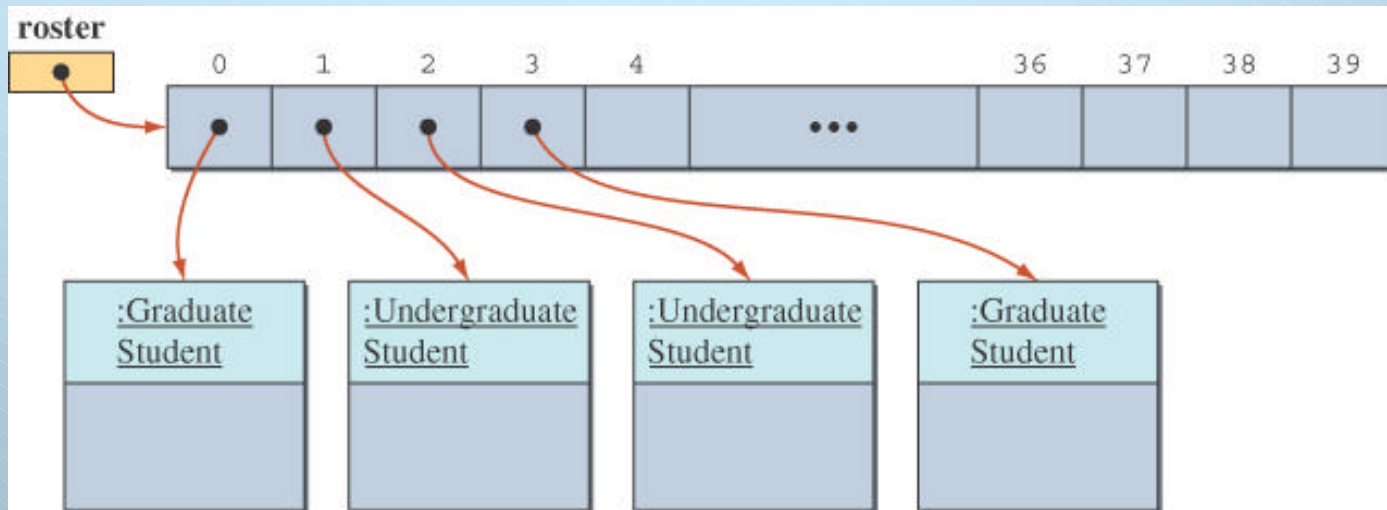 roster
0 1 2 3 4 36 37 38 39
:Graduate
Student
:Undergraduate
Student
:Undergraduate
Student
:Graduate
Student